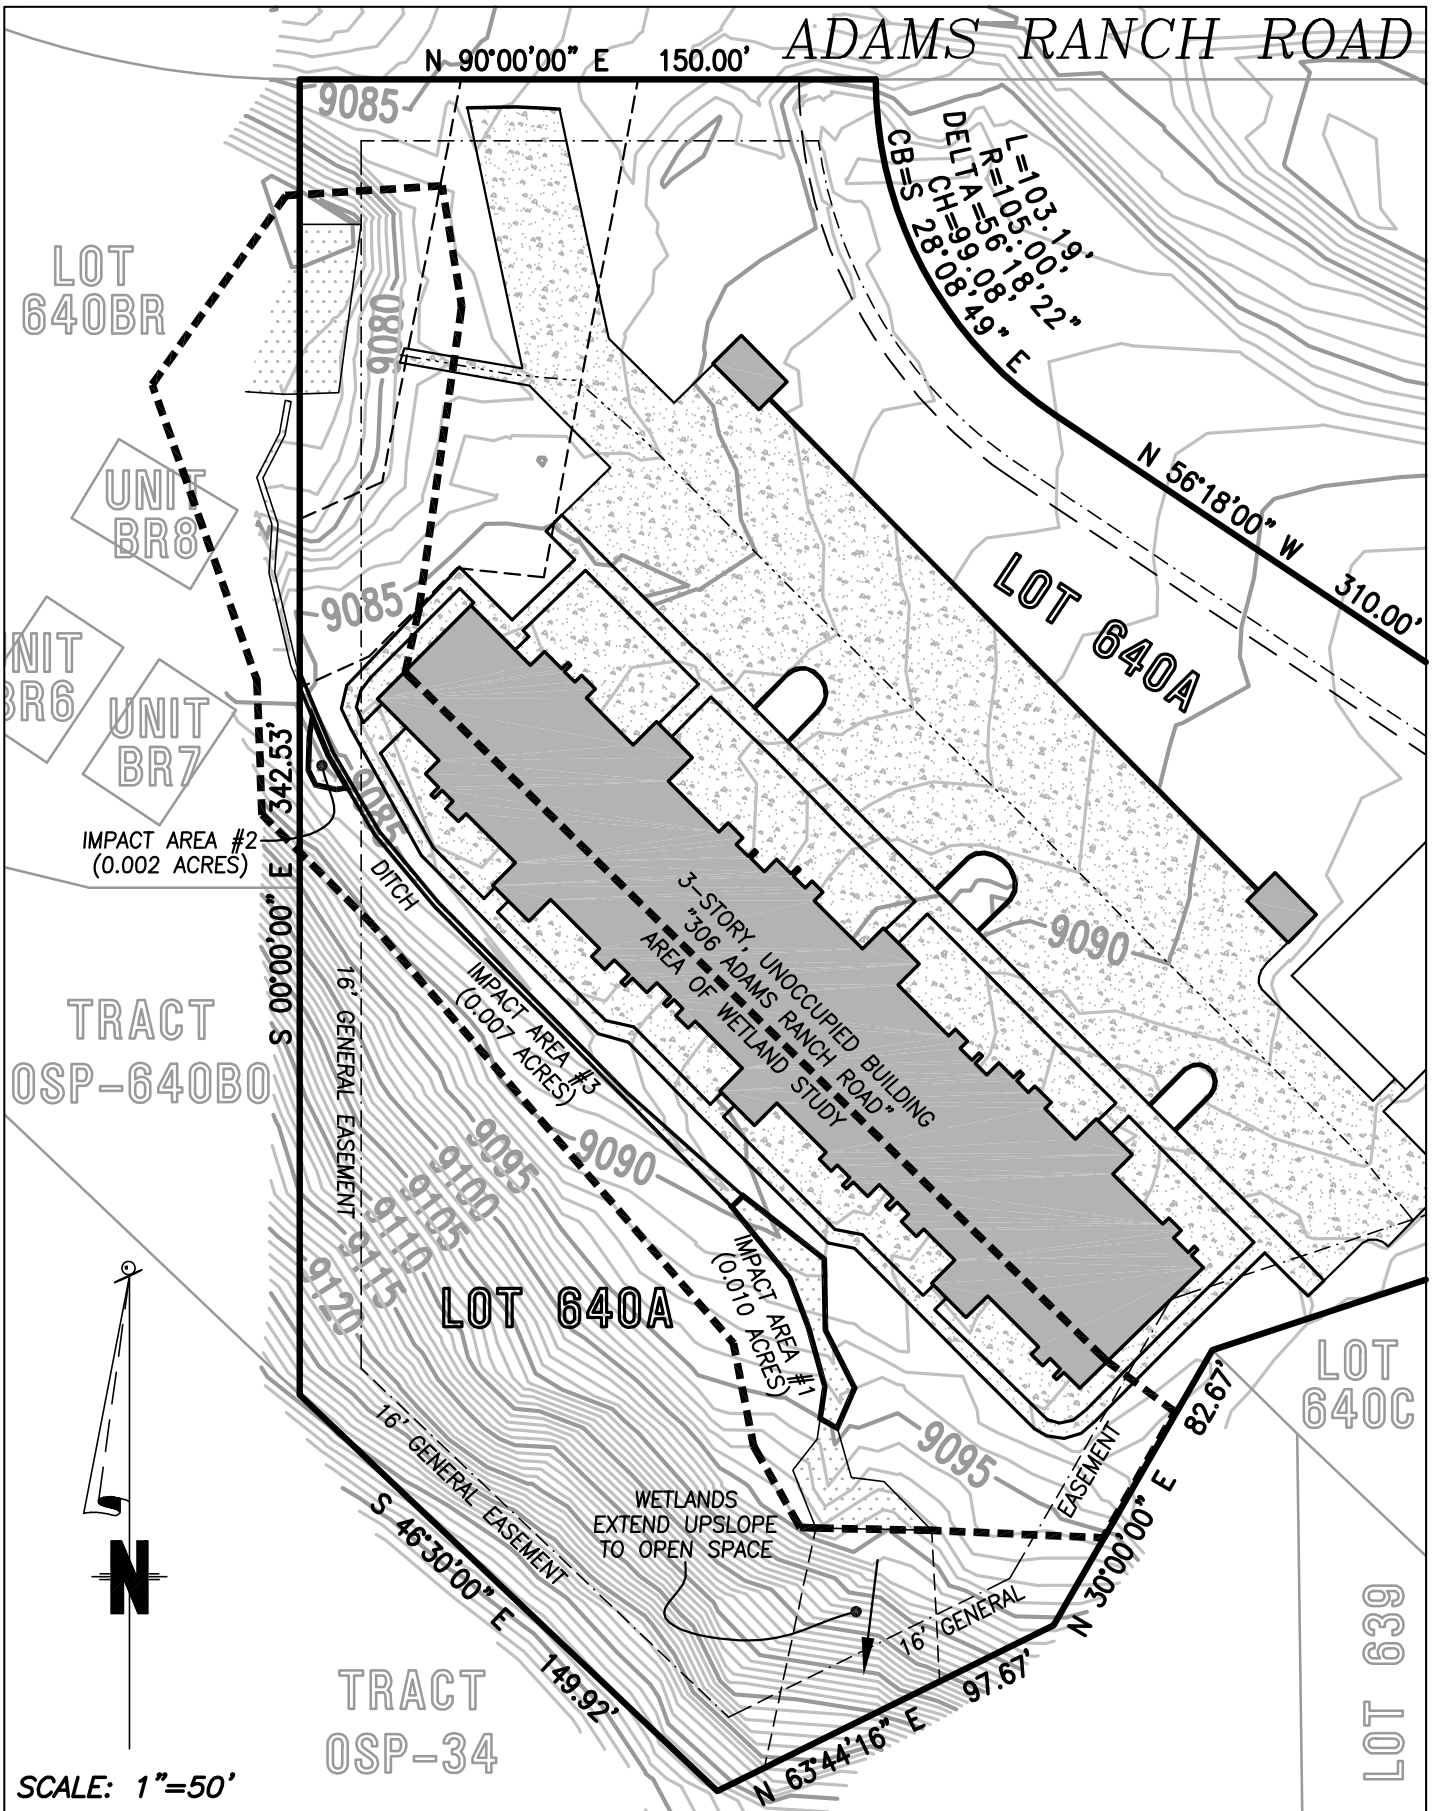 ADAMS RANCH ROAD
N 90°00'00" E 150.00'
9085
L=103.19'
R=105.00'
DELTA=56°18'22"
CH=99.08'
CB=S 28°08'49" E
LOT
640BR
9080
N 56°18'00" W 310.00'
UNIT
BR8
LOT 640A
9085
UNIT
BR7
S 00°00'00" E 342.53'
9085
IMPACT AREA #2
(0.002 ACRES)
DITCH
3-STORY, UNOCCUPIED BUILDING
"306 ADAMS RANCH ROAD"
AREA OF WETLAND STUDY
9090
IMPACT AREA #3
(0.007 ACRES)
16' GENERAL EASEMENT
TRACT
OSP-640BO
9090
9095
9100
9105
9110
9115
9120
IMPACT AREA #1
(0.010 ACRES)
LOT 640A
LOT
640C
82.67'
N 30°00'00" E
9095
EASEMENT
16' GENERAL
16' GENERAL EASEMENT
WETLANDS
EXTEND UPSLOPE
TO OPEN SPACE
S 46°30'00" E 149.92'
N 63°44'16" E 97.67'
N
TRACT
OSP-34
LOT 639
SCALE: 1"=50'